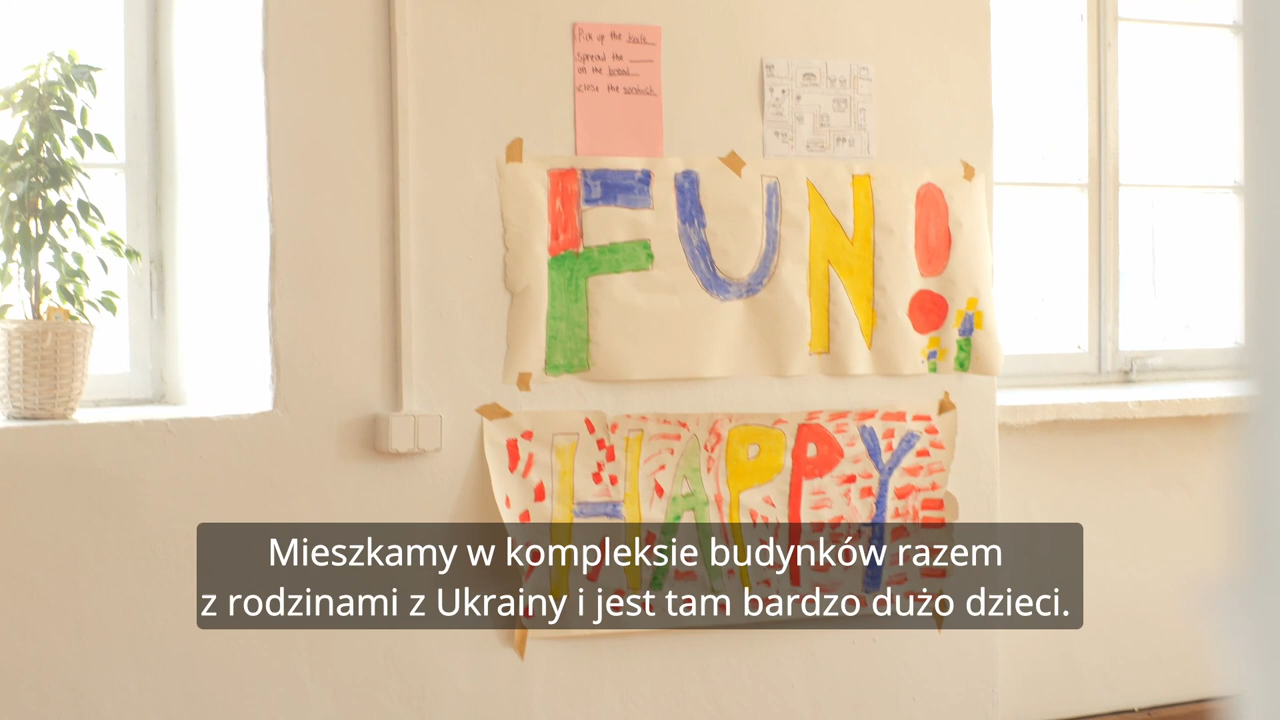 Pick up the knife
Spread the ____
on the bread
close the sandwich
FUN!
HAPPY
Mieszkamy w kompleksie budynków razem
z rodzinami z Ukrainy i jest tam bardzo dużo dzieci.